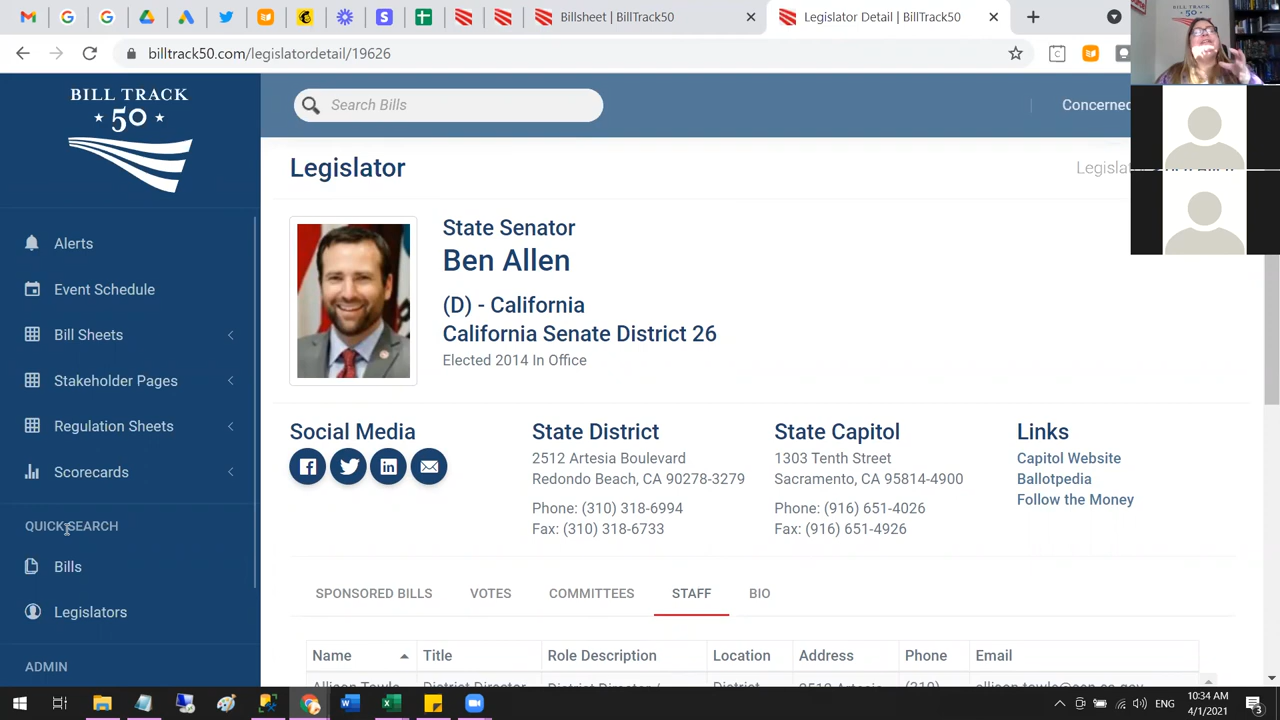 Billsheet | BillTrack50
Legislator Detail | BillTrack50
billtrack50.com/legislatordetail/19626
BILL TRACK
50
Search Bills
Concerned
Alerts
Event Schedule
Bill Sheets
Stakeholder Pages
Regulation Sheets
Scorecards
QUICK SEARCH
Bills
Legislators
ADMIN
Legislator
State Senator
Ben Allen
(D) - California
California Senate District 26
Elected 2014 In Office
Social Media
State District
2512 Artesia Boulevard
Redondo Beach, CA 90278-3279
Phone: (310) 318-6994
Fax: (310) 318-6733
State Capitol
1303 Tenth Street
Sacramento, CA 95814-4900
Phone: (916) 651-4026
Fax: (916) 651-4926
Links
Capitol Website
Ballotpedia
Follow the Money
SPONSORED BILLS VOTES COMMITTEES STAFF BIO
Name Title Role Description Location Address Phone Email
Allison Towle District Director
ENG
10:34 AM
4/1/2021